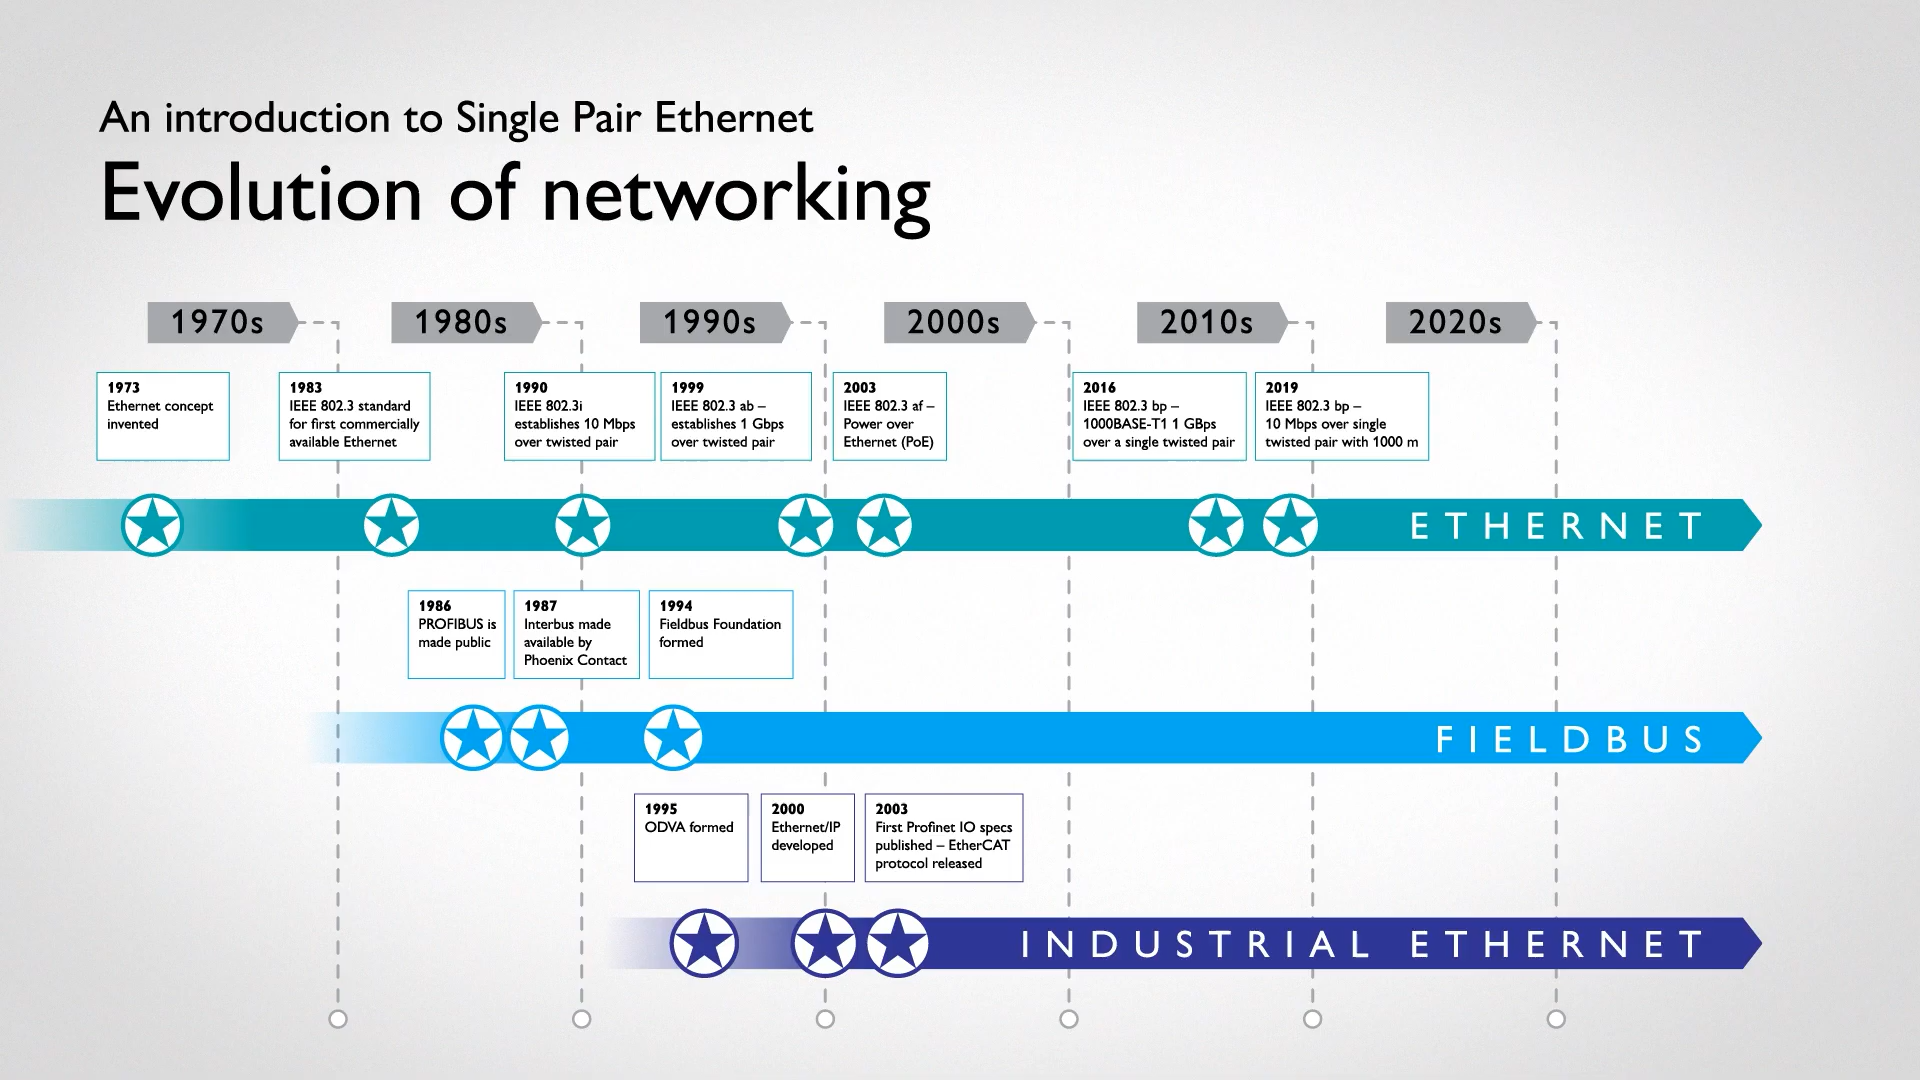 An introduction to Single Pair Ethernet
Evolution of networking
1970s
1980s
1990s
2000s
2010s
2020s
1973
Ethernet concept
invented
1983
IEEE 802.3 standard
for first commercially
available Ethernet
1990
IEEE 802.3i
establishes 10 Mbps
over twisted pair
1999
IEEE 802.3 ab –
establishes 1 Gbps
over twisted pair
2003
IEEE 802.3 af –
Power over
Ethernet (PoE)
2016
IEEE 802.3 bp –
1000BASE-T1 1 GBps
over a single twisted pair
2019
IEEE 802.3 bp –
10 Mbps over single
twisted pair with 1000 m
ETHERNET
1986
PROFIBUS is
made public
1987
Interbus made
available by
Phoenix Contact
1994
Fieldbus Foundation
formed
FIELDBUS
1995
ODVA formed
2000
Ethernet/IP
developed
2003
First Profinet IO specs
published – EtherCAT
protocol released
INDUSTRIAL ETHERNET